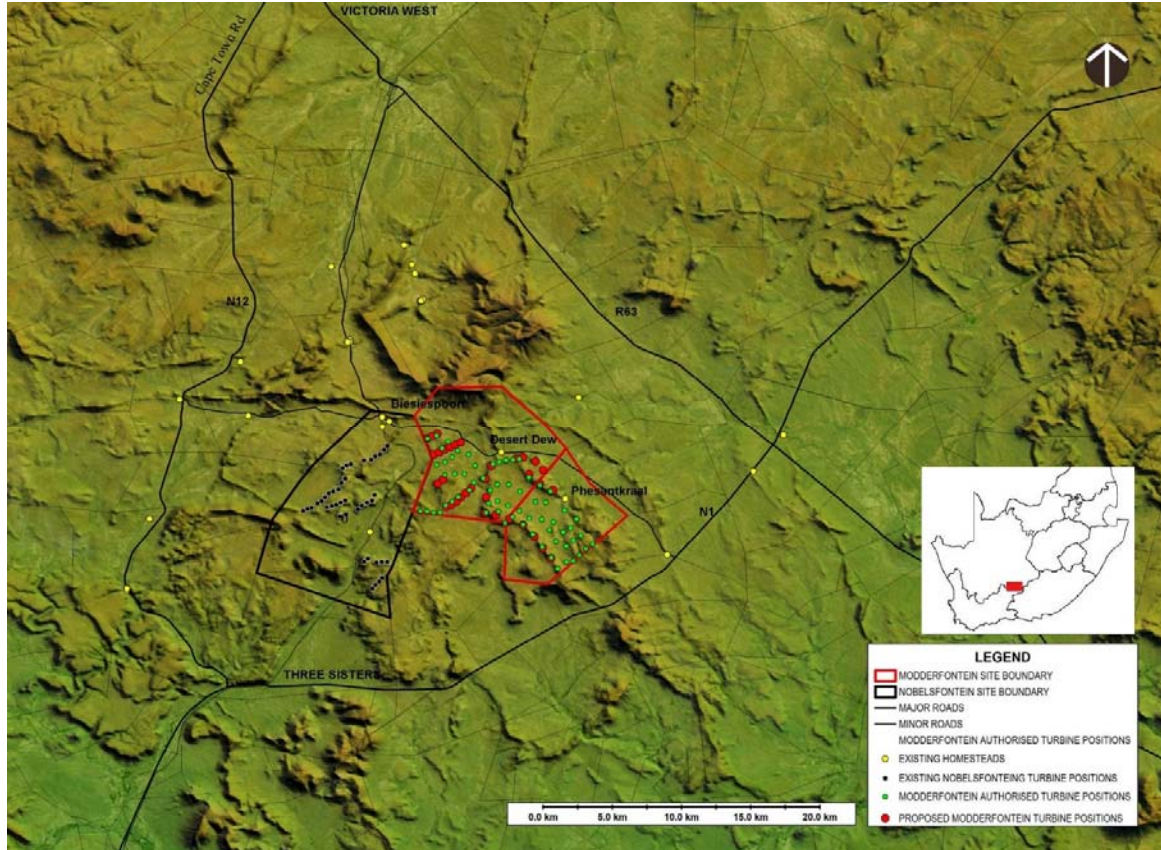 VICTORIA WEST
Cape Town Rd
N12
R63
Biesiespoort
Desert Dew
Phesantkraal
N1
THREE SISTERS
LEGEND
MODDERFONTEIN SITE BOUNDARY
NOBELSFONTEIN SITE BOUNDARY
MAJOR ROADS
MINOR ROADS
MODDERFONTEIN AUTHORISED TURBINE POSITIONS
EXISTING HOMESTEADS
EXISTING NOBELSFONTEING TURBINE POSITIONS
MODDERFONTEIN AUTHORISED TURBINE POSITIONS
PROPOSED MODDERFONTEIN TURBINE POSITIONS
0.0 km 5.0 km 10.0 km 15.0 km 20.0 km